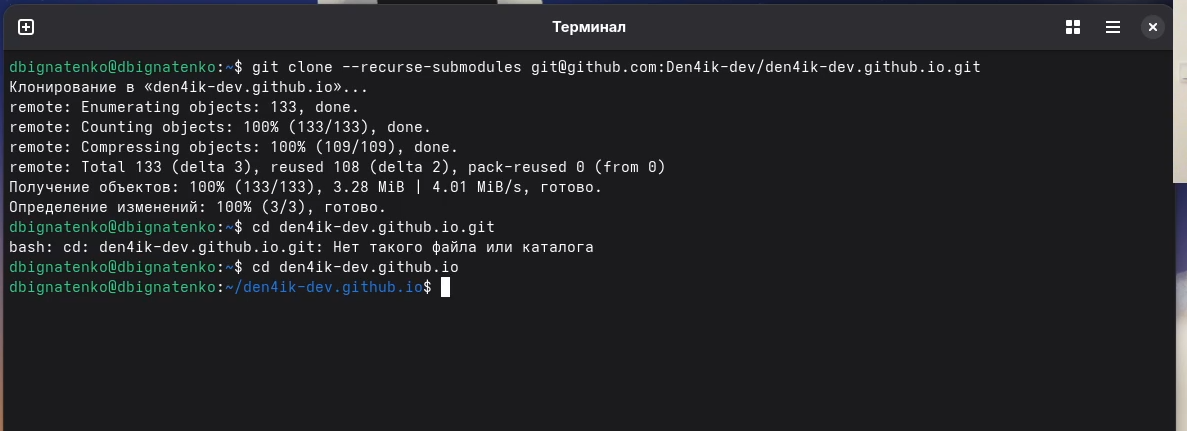 Терминал
dbignatenko@dbignatenko:~$ git clone --recurse-submodules git@github.com:Den4ik-dev/den4ik-dev.github.io.git
Клонирование в «den4ik-dev.github.io»...
remote: Enumerating objects: 133, done.
remote: Counting objects: 100% (133/133), done.
remote: Compressing objects: 100% (109/109), done.
remote: Total 133 (delta 3), reused 108 (delta 2), pack-reused 0 (from 0)
Получение объектов: 100% (133/133), 3.28 MiB | 4.01 MiB/s, готово.
Определение изменений: 100% (3/3), готово.
dbignatenko@dbignatenko:~$ cd den4ik-dev.github.io.git
bash: cd: den4ik-dev.github.io.git: Нет такого файла или каталога
dbignatenko@dbignatenko:~$ cd den4ik-dev.github.io
dbignatenko@dbignatenko:~/den4ik-dev.github.io$